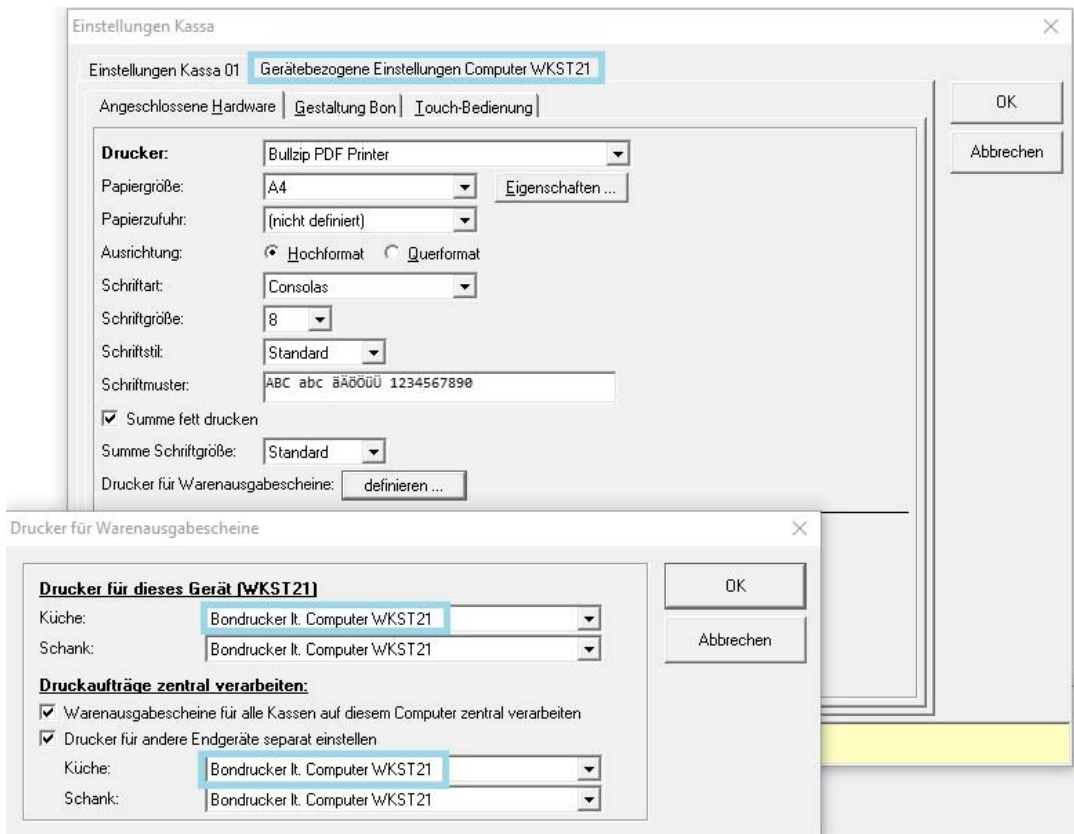 Einstellungen Kassa
Einstellungen Kassa 01 Gerätebezogene Einstellungen Computer WKST21
Angeschlossene Hardware Gestaltung Bon Touch-Bedienung
OK
Abbrechen
Drucker: Bullzip PDF Printer
Papiergröße: A4 Eigenschaften ...
Papierzufuhr: (nicht definiert)
Ausrichtung: Hochformat Querformat
Schriftart: Consolas
Schriftgröße: 8
Schriftstil: Standard
Schriftmuster: ABC abc äÄöÖüÜ 1234567890
Summe fett drucken
Summe Schriftgröße: Standard
Drucker für Warenausgabescheine: definieren ...
Drucker für Warenausgabescheine
Drucker für dieses Gerät (WKST21)
Küche: Bondrucker lt. Computer WKST21
Schank: Bondrucker lt. Computer WKST21
OK
Abbrechen
Druckaufträge zentral verarbeiten:
Warenausgabescheine für alle Kassen auf diesem Computer zentral verarbeiten
Drucker für andere Endgeräte separat einstellen
Küche: Bondrucker lt. Computer WKST21
Schank: Bondrucker lt. Computer WKST21